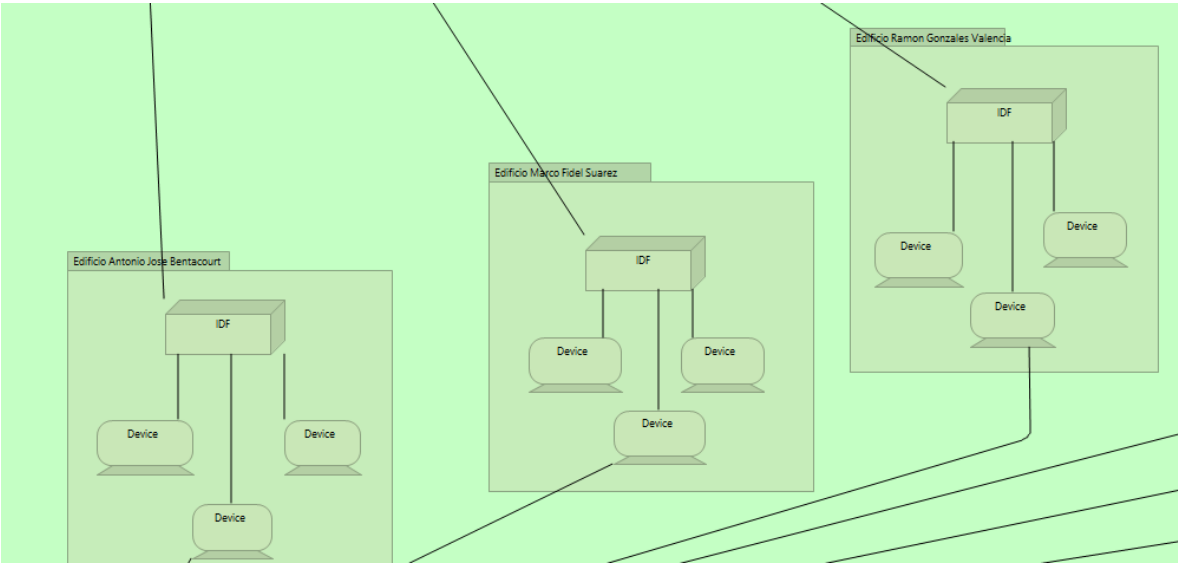 Edificio Ramon Gonzales Valencia
IDF
Device
Device
Device
Edificio Marco Fidel Suarez
IDF
Device
Device
Device
Edificio Antonio Jose Bentacourt
IDF
Device
Device
Device